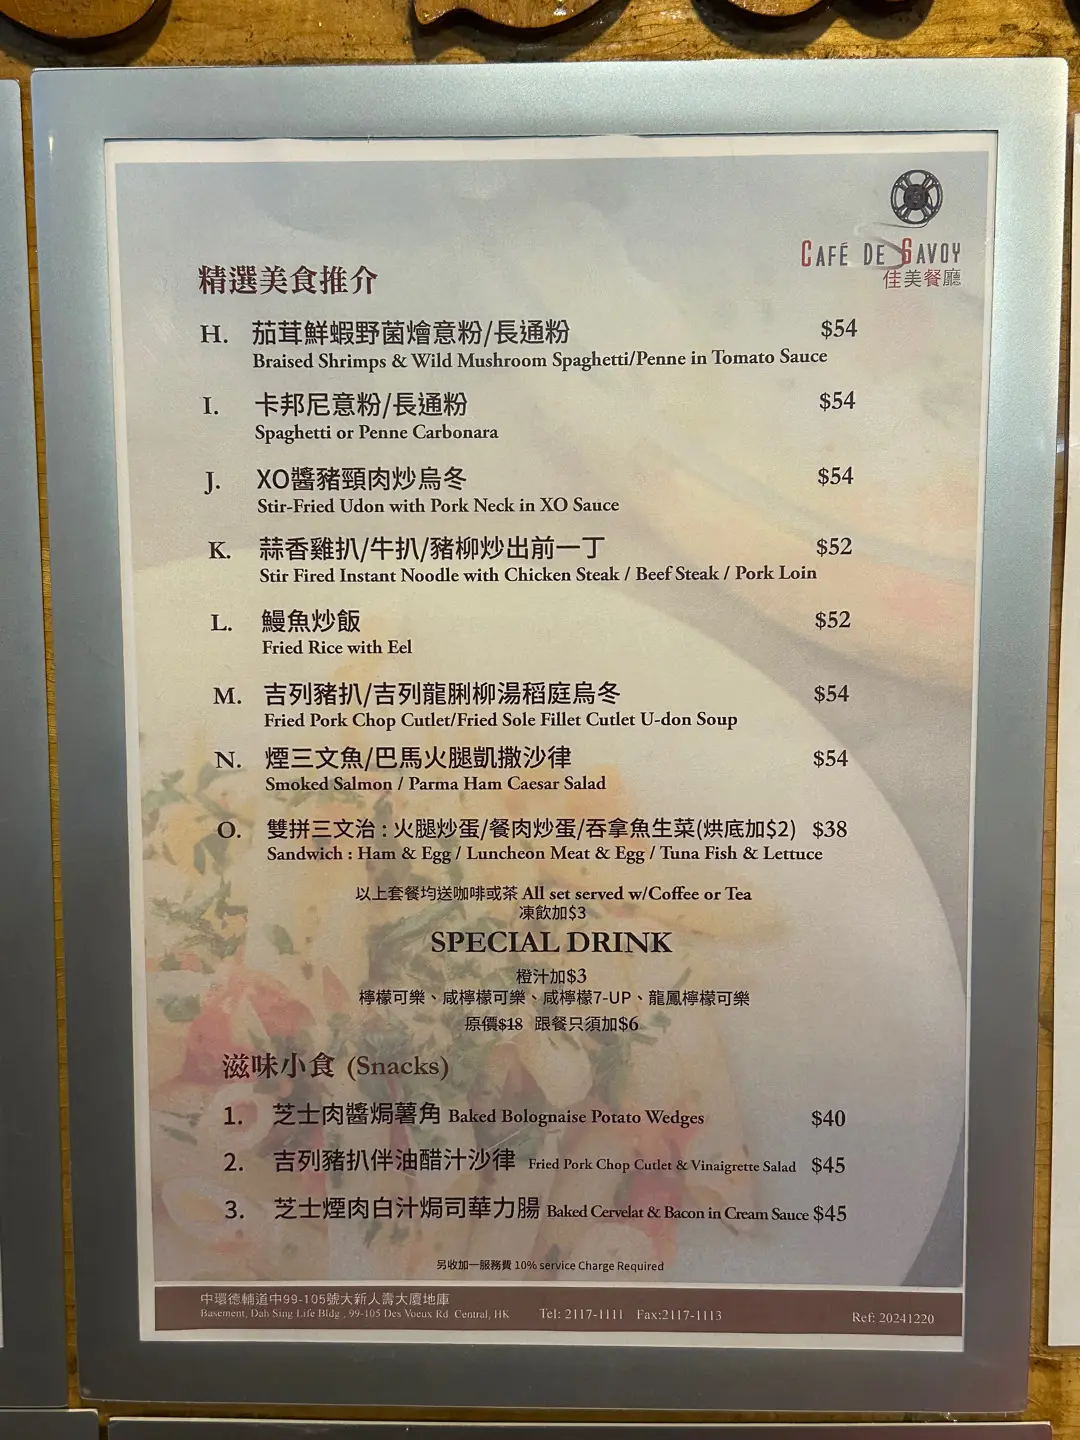 CAFÉ DE SAVOY
佳美餐廳
精選美食推介
H. 茄茸鮮蝦野菌燴意粉/長通粉 $54
Braised Shrimps & Wild Mushroom Spaghetti/Penne in Tomato Sauce
I. 卡邦尼意粉/長通粉 $54
Spaghetti or Penne Carbonara
J. XO醬豬頸肉炒烏冬 $54
Stir-Fried Udon with Pork Neck in XO Sauce
K. 蒜香雞扒/牛扒/豬柳炒出前一丁 $52
Stir Fired Instant Noodle with Chicken Steak / Beef Steak / Pork Loin
L. 鰻魚炒飯 $52
Fried Rice with Eel
M. 吉列豬扒/吉列龍脷柳湯稻庭烏冬 $54
Fried Pork Chop Cutlet/Fried Sole Fillet Cutlet U-don Soup
N. 煙三文魚/巴馬火腿凱撒沙律 $54
Smoked Salmon / Parma Ham Caesar Salad
O. 雙拼三文治 : 火腿炒蛋/餐肉炒蛋/吞拿魚生菜(烘底加$2) $38
Sandwich : Ham & Egg / Luncheon Meat & Egg / Tuna Fish & Lettuce
以上套餐均送咖啡或茶 All set served w/Coffee or Tea
凍飲加$3
SPECIAL DRINK
橙汁加$3
檸檬可樂、咸檸檬可樂、咸檸檬7-UP、龍鳳檸檬可樂
原價$18 跟餐只須加$6
滋味小食 (Snacks)
1. 芝士肉醬焗薯角 Baked Bolognaise Potato Wedges $40
2. 吉列豬扒伴油醋汁沙律 Fried Pork Chop Cutlet & Vinaigrette Salad $45
3. 芝士煙肉白汁焗司華力腸 Baked Cervelat & Bacon in Cream Sauce $45
另收加一服務費 10% service Charge Required
中環德輔道中99-105號大新人壽大廈地庫
Basement, Dah Sing Life Bldg , 99-105 Des Voeux Rd Central, HK Tel: 2117-1111 Fax:2117-1113 Ref: 20241220